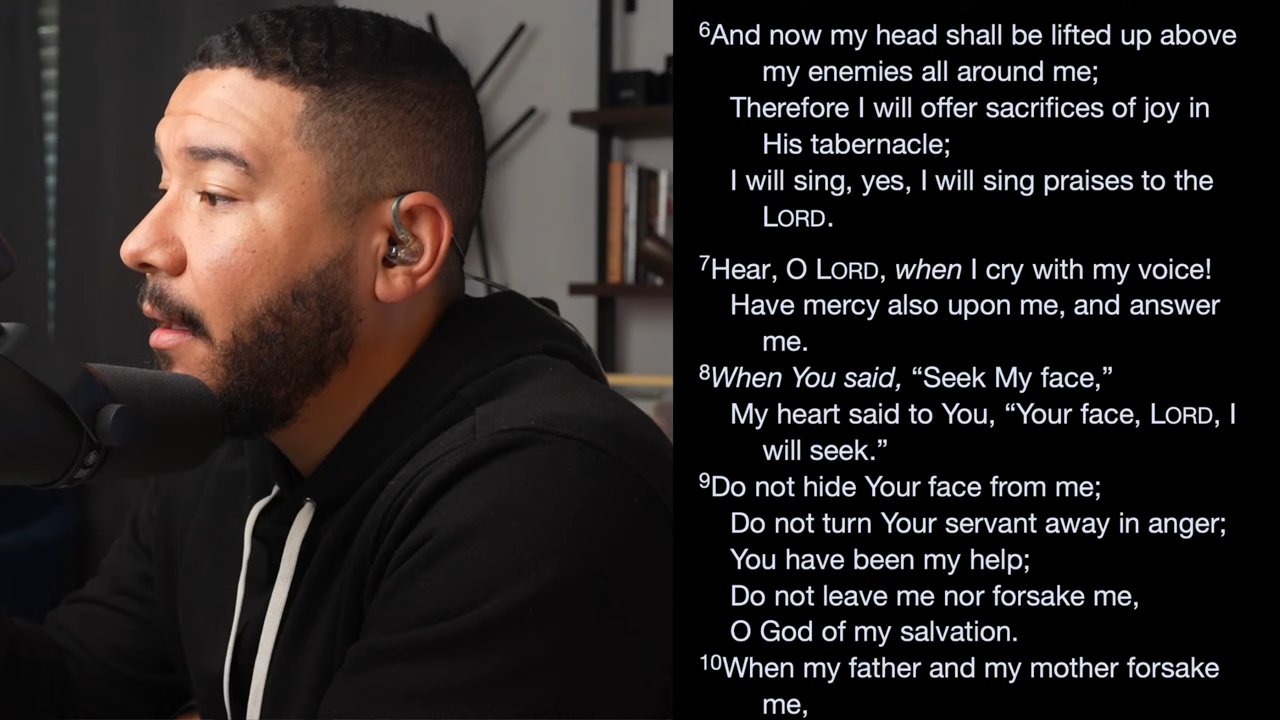 6And now my head shall be lifted up above
my enemies all around me;
Therefore I will offer sacrifices of joy in
His tabernacle;
I will sing, yes, I will sing praises to the
LORD.
7Hear, O LORD, when I cry with my voice!
Have mercy also upon me, and answer
me.
8When You said, “Seek My face,”
My heart said to You, “Your face, LORD, I
will seek.”
9Do not hide Your face from me;
Do not turn Your servant away in anger;
You have been my help;
Do not leave me nor forsake me,
O God of my salvation.
10When my father and my mother forsake
me,